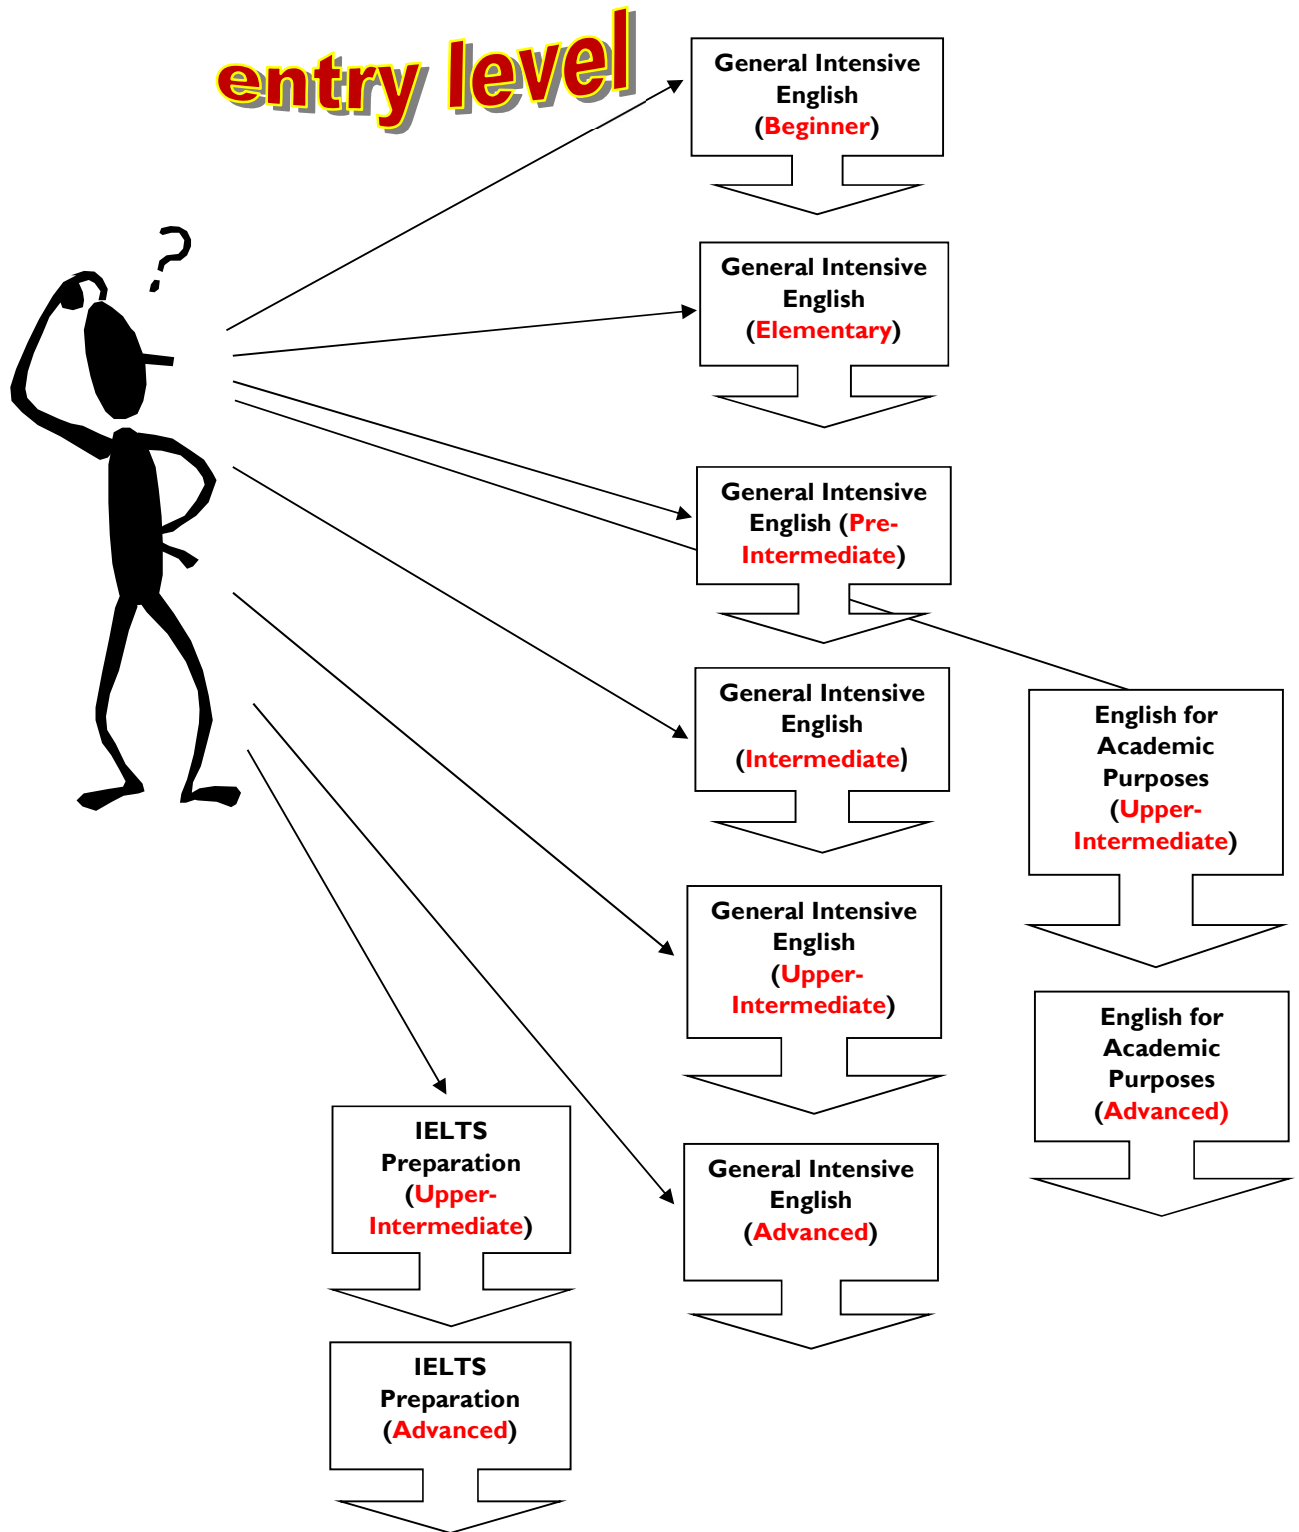 entry level
General Intensive
English
(Beginner)
?
General Intensive
English
(Elementary)
General Intensive
English (Pre-
Intermediate)
General Intensive
English
(Intermediate)
English for
Academic
Purposes
(Upper-
Intermediate)
General Intensive
English
(Upper-
Intermediate)
English for
Academic
Purposes
(Advanced)
IELTS
Preparation
(Upper-
Intermediate)
General Intensive
English
(Advanced)
IELTS
Preparation
(Advanced)